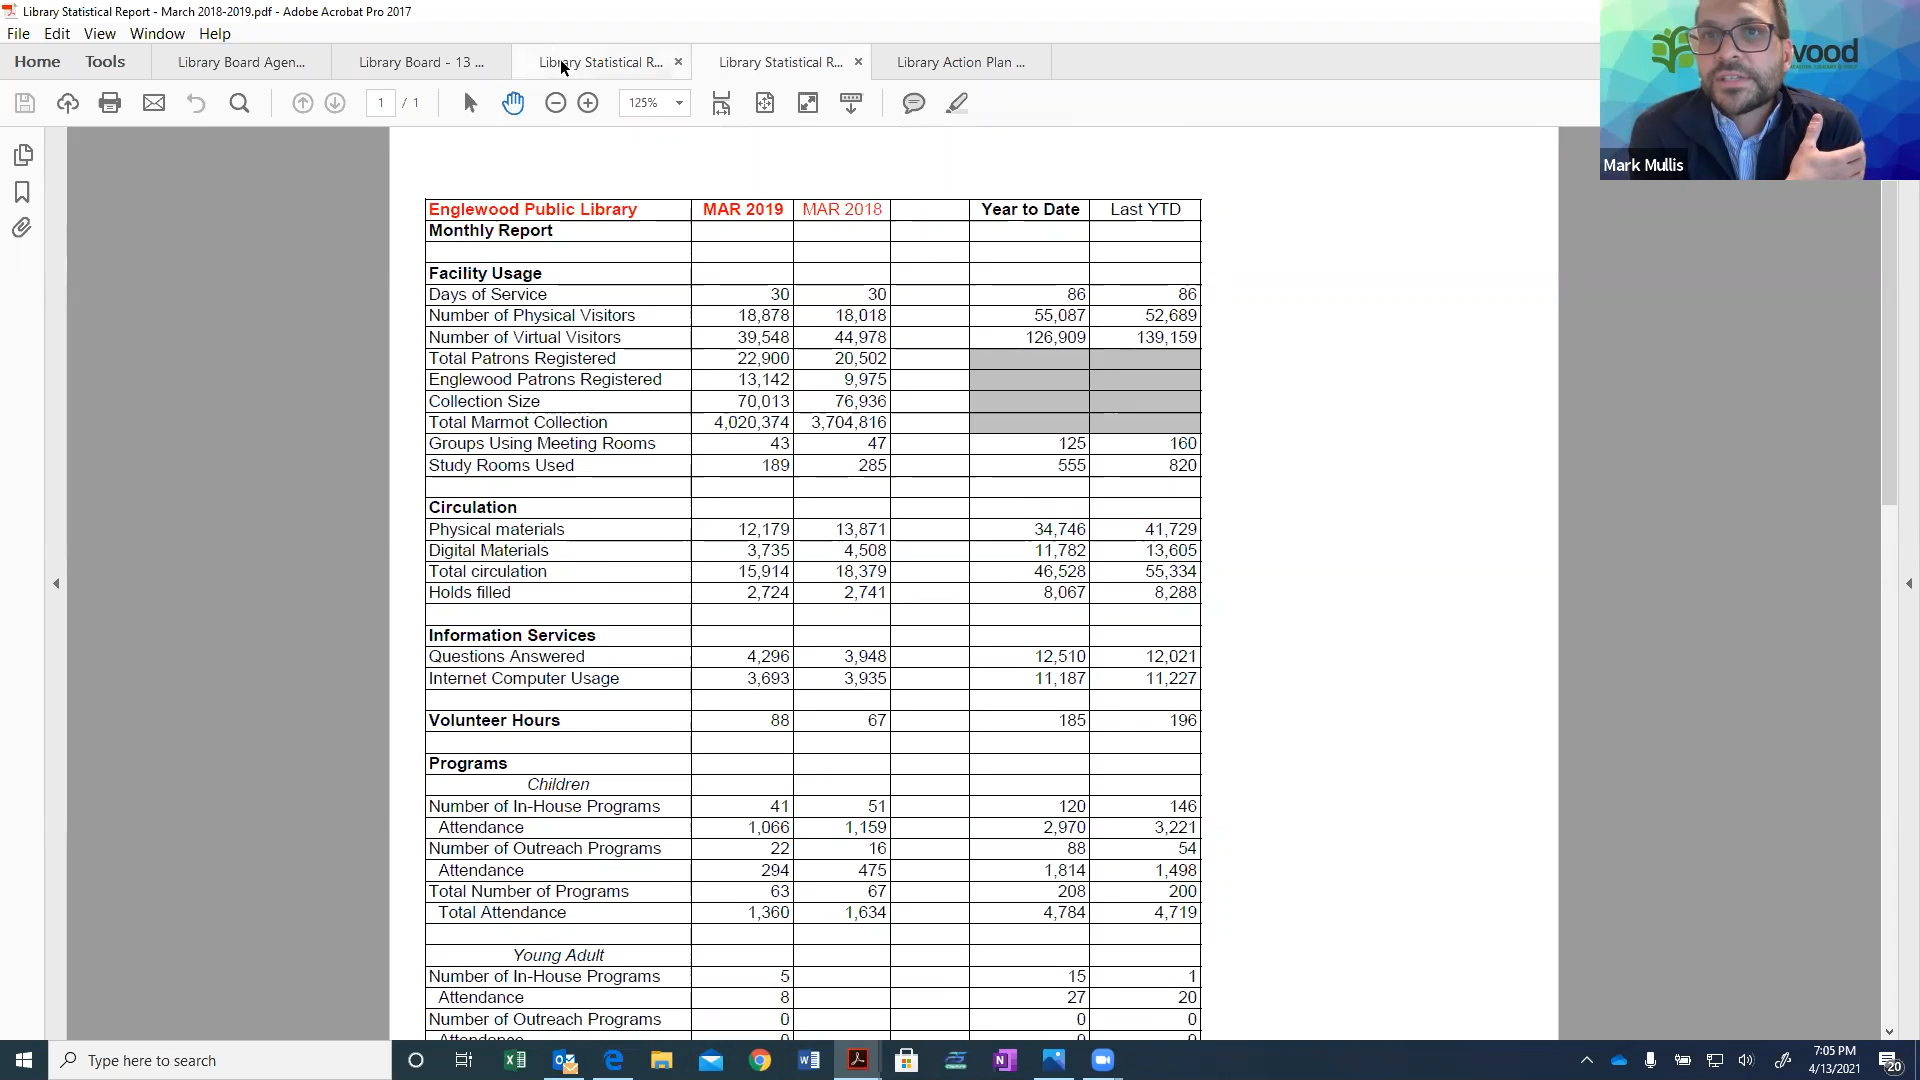 Library Statistical Report - March 2018-2019.pdf - Adobe Acrobat Pro 2017
File Edit View Window Help
Home Tools Library Board Agen... Library Board - 13 ... Library Statistical R... Library Statistical R... Library Action Plan ...
1 / 1 125%
wood
Mark Mullis
Englewood Public Library MAR 2019 MAR 2018 Year to Date Last YTD
Monthly Report
Facility Usage
Days of Service 30 30 86 86
Number of Physical Visitors 18,878 18,018 55,087 52,689
Number of Virtual Visitors 39,548 44,978 126,909 139,159
Total Patrons Registered 22,900 20,502
Englewood Patrons Registered 13,142 9,975
Collection Size 70,013 76,936
Total Marmot Collection 4,020,374 3,704,816
Groups Using Meeting Rooms 43 47 125 160
Study Rooms Used 189 285 555 820
Circulation
Physical materials 12,179 13,871 34,746 41,729
Digital Materials 3,735 4,508 11,782 13,605
Total circulation 15,914 18,379 46,528 55,334
Holds filled 2,724 2,741 8,067 8,288
Information Services
Questions Answered 4,296 3,948 12,510 12,021
Internet Computer Usage 3,693 3,935 11,187 11,227
Volunteer Hours 88 67 185 196
Programs
Children
Number of In-House Programs 41 51 120 146
Attendance 1,066 1,159 2,970 3,221
Number of Outreach Programs 22 16 88 54
Attendance 294 475 1,814 1,498
Total Number of Programs 63 67 208 200
Total Attendance 1,360 1,634 4,784 4,719
Young Adult
Number of In-House Programs 5 15 1
Attendance 8 27 20
Number of Outreach Programs 0 0 0
Attendance 0 0 0
Type here to search
7:05 PM
4/13/2021
20